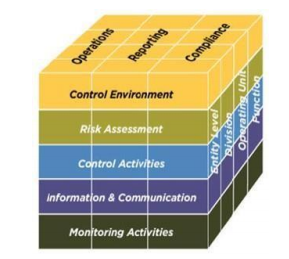 Operations
Reporting
Compliance
Control Environment
Risk Assessment
Control Activities
Information & Communication
Monitoring Activities
Entity Level
Division
Operating Unit
Function